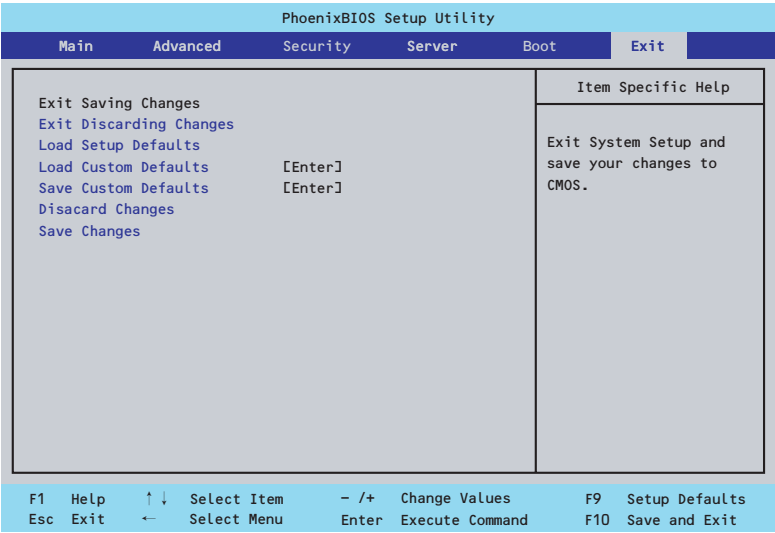 PhoenixBIOS Setup Utility
Main Advanced Security Server Boot Exit
Item Specific Help
Exit Saving Changes
Exit Discarding Changes
Load Setup Defaults
Load Custom Defaults [Enter]
Save Custom Defaults [Enter]
Disacard Changes
Save Changes
Exit System Setup and
save your changes to
CMOS.
F1 Help ↑↓ Select Item - /+ Change Values F9 Setup Defaults
Esc Exit ← Select Menu Enter Execute Command F10 Save and Exit